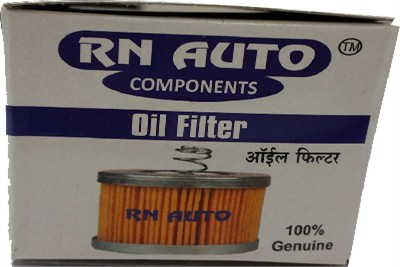 RN AUTO ™
COMPONENTS
Oil Filter
ऑईल फिल्टर
RN AUTO
100%
Genuine